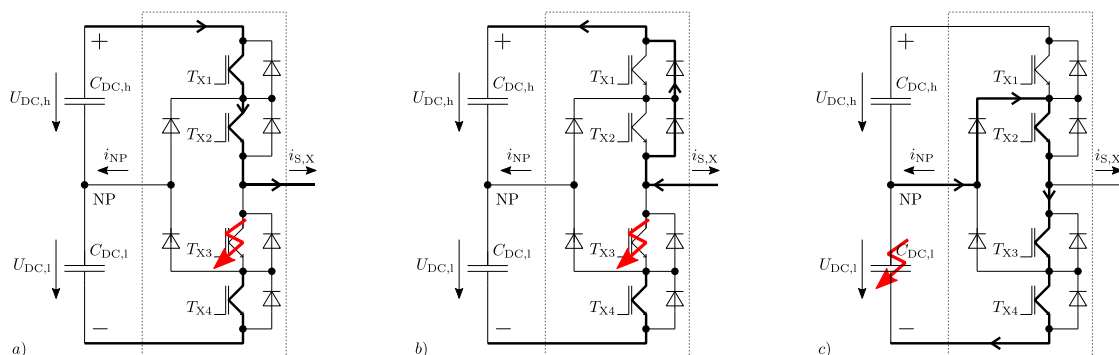 +
T_X1
C_DC,h
U_DC,h
T_X2
i_NP
i_S,X
NP
T_X3
C_DC,l
U_DC,l
T_X4
−
a)
+
T_X1
C_DC,h
U_DC,h
T_X2
i_NP
i_S,X
NP
T_X3
C_DC,l
U_DC,l
T_X4
−
b)
+
T_X1
C_DC,h
U_DC,h
T_X2
i_NP
i_S,X
NP
T_X3
C_DC,l
U_DC,l
T_X4
−
c)